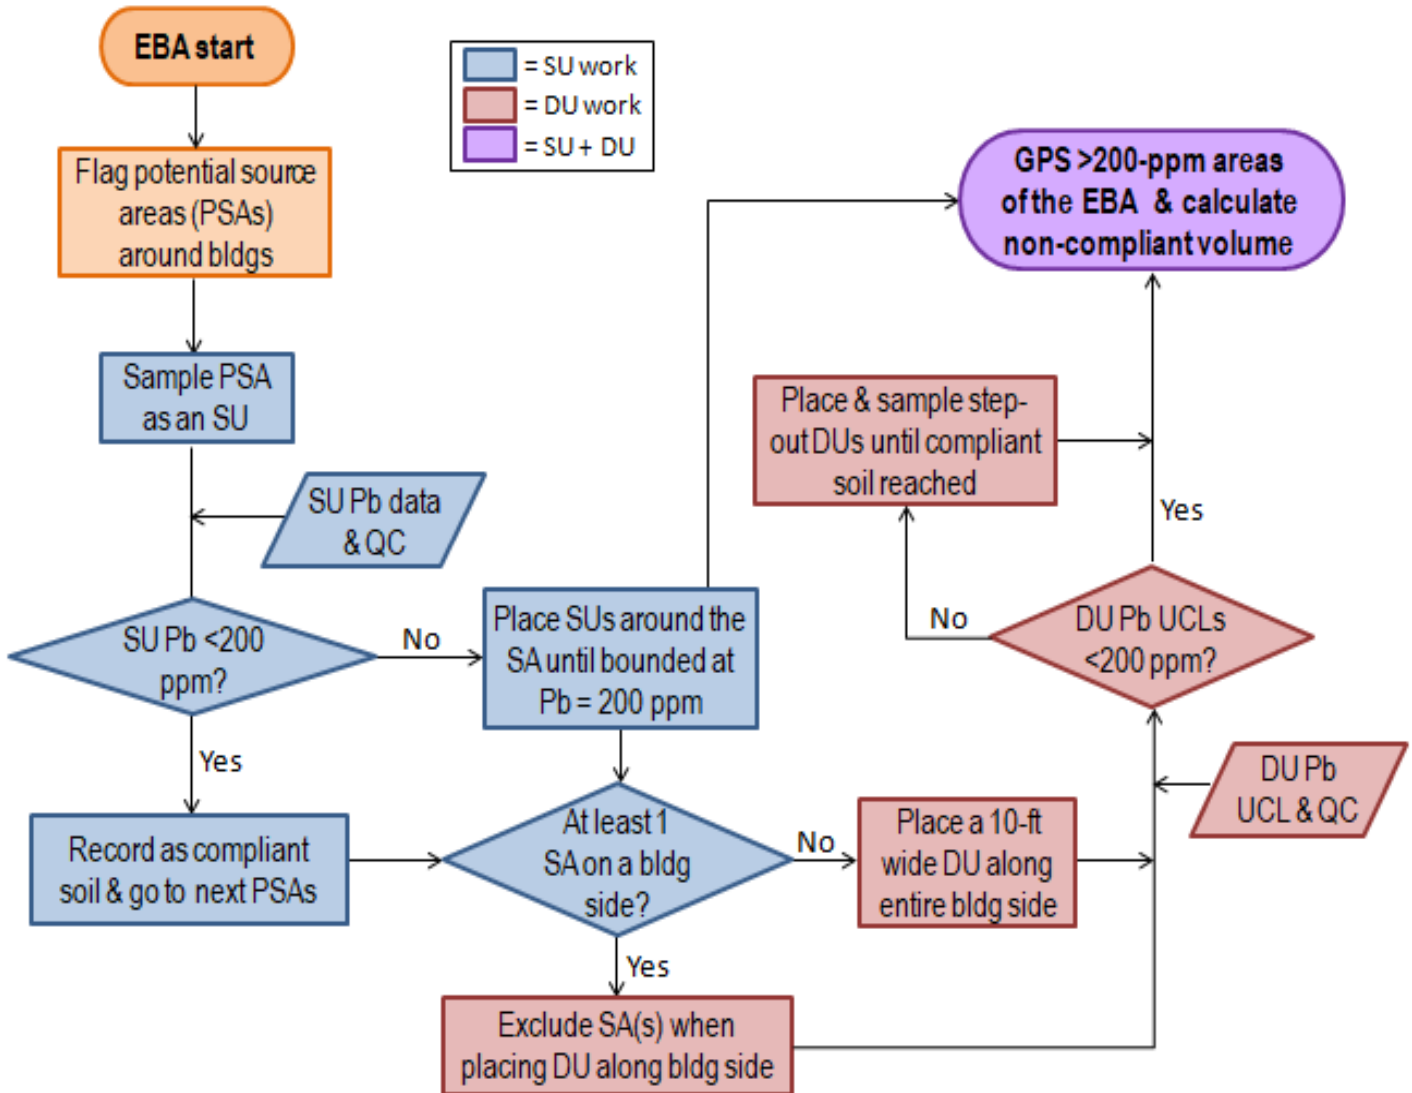 EBA start
= SU work
= DU work
= SU + DU
Flag potential source
areas (PSAs)
around bldgs
GPS >200-ppm areas
of the EBA & calculate
non-compliant volume
Sample PSA
as an SU
Place & sample step-
out DUs until compliant
soil reached
SU Pb data
& QC
Yes
SU Pb <200
ppm?
No
Place SUs around the
SA until bounded at
Pb = 200 ppm
No
DU Pb UCLs
<200 ppm?
Yes
DU Pb
UCL & QC
Record as compliant
soil & go to next PSAs
At least 1
SA on a bldg
side?
No
Place a 10-ft
wide DU along
entire bldg side
Yes
Exclude SA(s) when
placing DU along bldg side